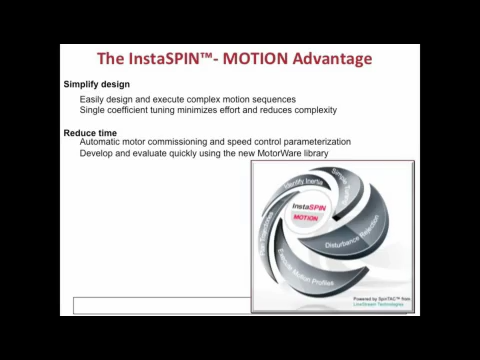 The InstaSPIN™- MOTION Advantage
Simplify design
Easily design and execute complex motion sequences
Single coefficient tuning minimizes effort and reduces complexity
Reduce time
Automatic motor commissioning and speed control parameterization
Develop and evaluate quickly using the new MotorWare library
Identify Inertia
InstaSPIN
MOTION
Disturbance Rejection
Execute Motion Profiles
Powered by SpinTAC™ from
LineStream Technologies